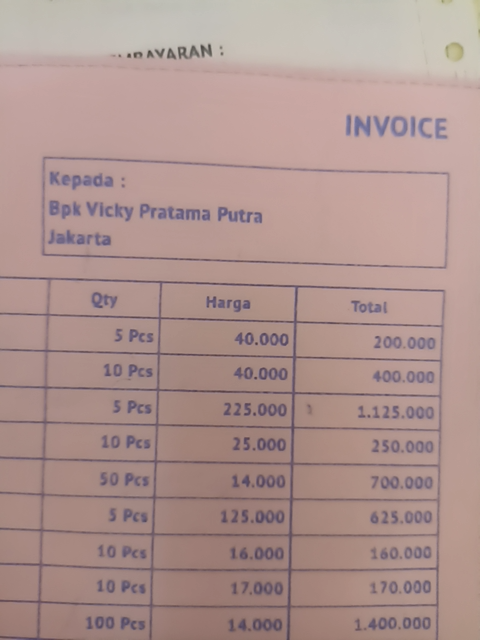 BAYARAN :
INVOICE
Kepada :
Bpk Vicky Pratama Putra
Jakarta
Qty Harga Total
5 Pcs 40.000 200.000
10 Pcs 40.000 400.000
5 Pcs 225.000 1.125.000
10 Pcs 25.000 250.000
50 Pcs 14.000 700.000
5 Pcs 125.000 625.000
10 Pcs 16.000 160.000
10 Pcs 17.000 170.000
100 Pcs 14.000 1.400.000